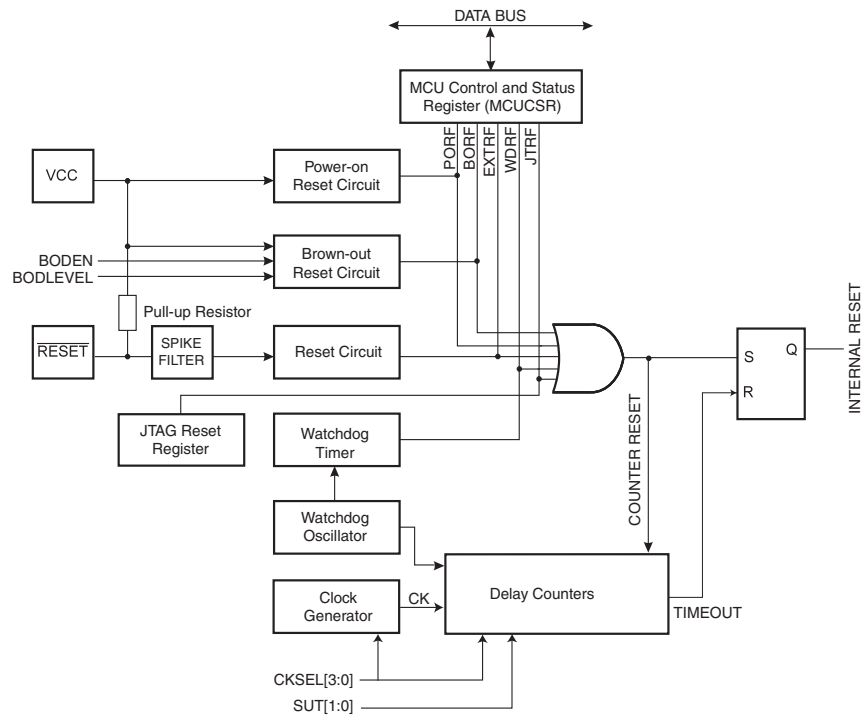 DATA BUS
MCU Control and Status
Register (MCUCSR)
PORF
BORF
EXTRF
WDRF
JTRF
VCC
Power-on
Reset Circuit
BODEN
BODLEVEL
Brown-out
Reset Circuit
Pull-up Resistor
RESET
SPIKE
FILTER
Reset Circuit
JTAG Reset
Register
Watchdog
Timer
Watchdog
Oscillator
Clock
Generator
CK
Delay Counters
CKSEL[3:0]
SUT[1:0]
COUNTER RESET
TIMEOUT
S
R
Q
INTERNAL RESET